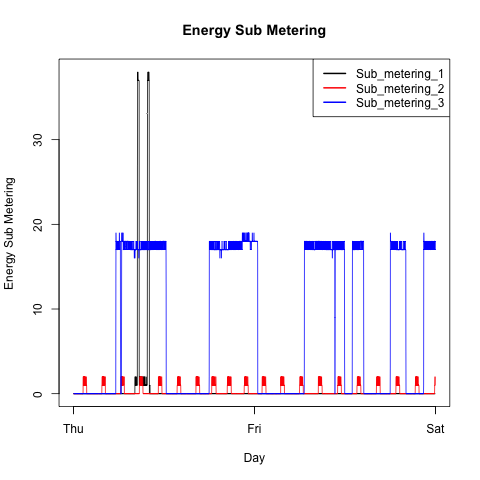 Energy Sub Metering
Sub_metering_1
Sub_metering_2
Sub_metering_3
Energy Sub Metering
30
20
10
0
Thu
Fri
Sat
Day